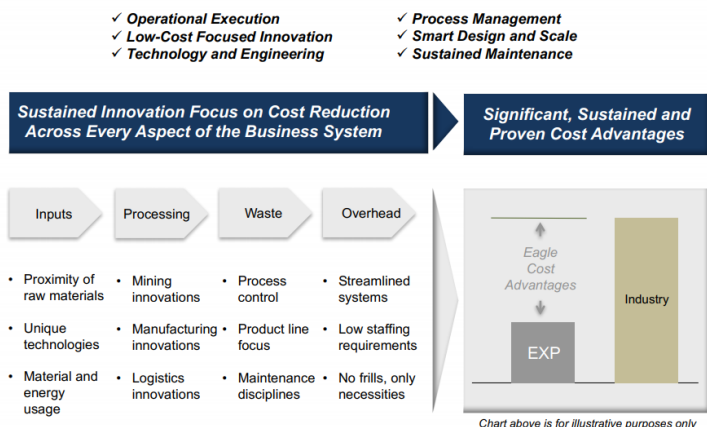 ✓ Operational Execution
✓ Low-Cost Focused Innovation
✓ Technology and Engineering
✓ Process Management
✓ Smart Design and Scale
✓ Sustained Maintenance
Sustained Innovation Focus on Cost Reduction
Across Every Aspect of the Business System
Significant, Sustained and
Proven Cost Advantages
Inputs
Processing
Waste
Overhead
• Proximity of
raw materials
• Unique
technologies
• Material and
energy
usage
• Mining
innovations
• Manufacturing
innovations
• Logistics
innovations
• Process
control
• Product line
focus
• Maintenance
disciplines
• Streamlined
systems
• Low staffing
requirements
• No frills, only
necessities
Eagle
Cost
Advantages
EXP
Industry
Chart above is for illustrative purposes only